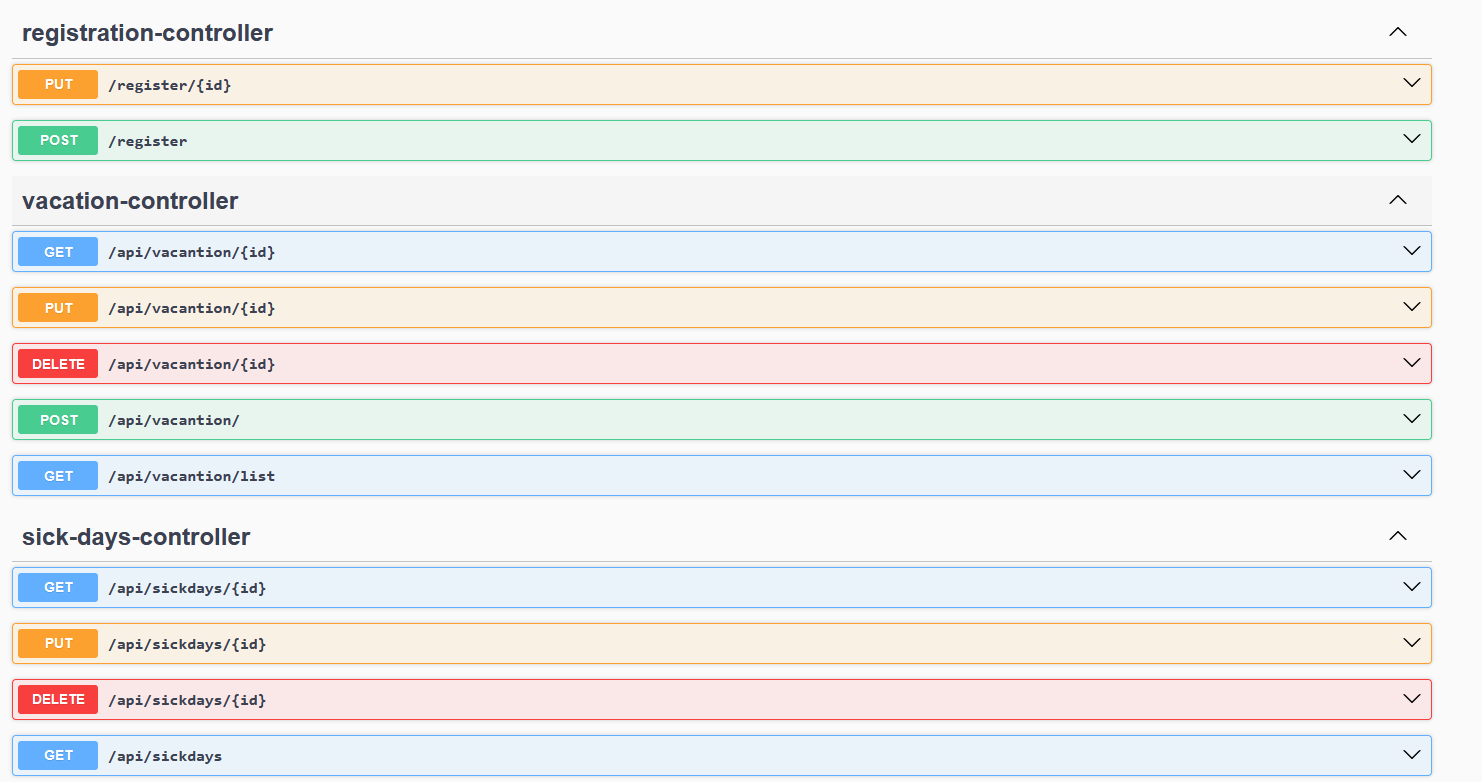 registration-controller
PUT /register/{id}
POST /register
vacation-controller
GET /api/vacantion/{id}
PUT /api/vacantion/{id}
DELETE /api/vacantion/{id}
POST /api/vacantion/
GET /api/vacantion/list
sick-days-controller
GET /api/sickdays/{id}
PUT /api/sickdays/{id}
DELETE /api/sickdays/{id}
GET /api/sickdays